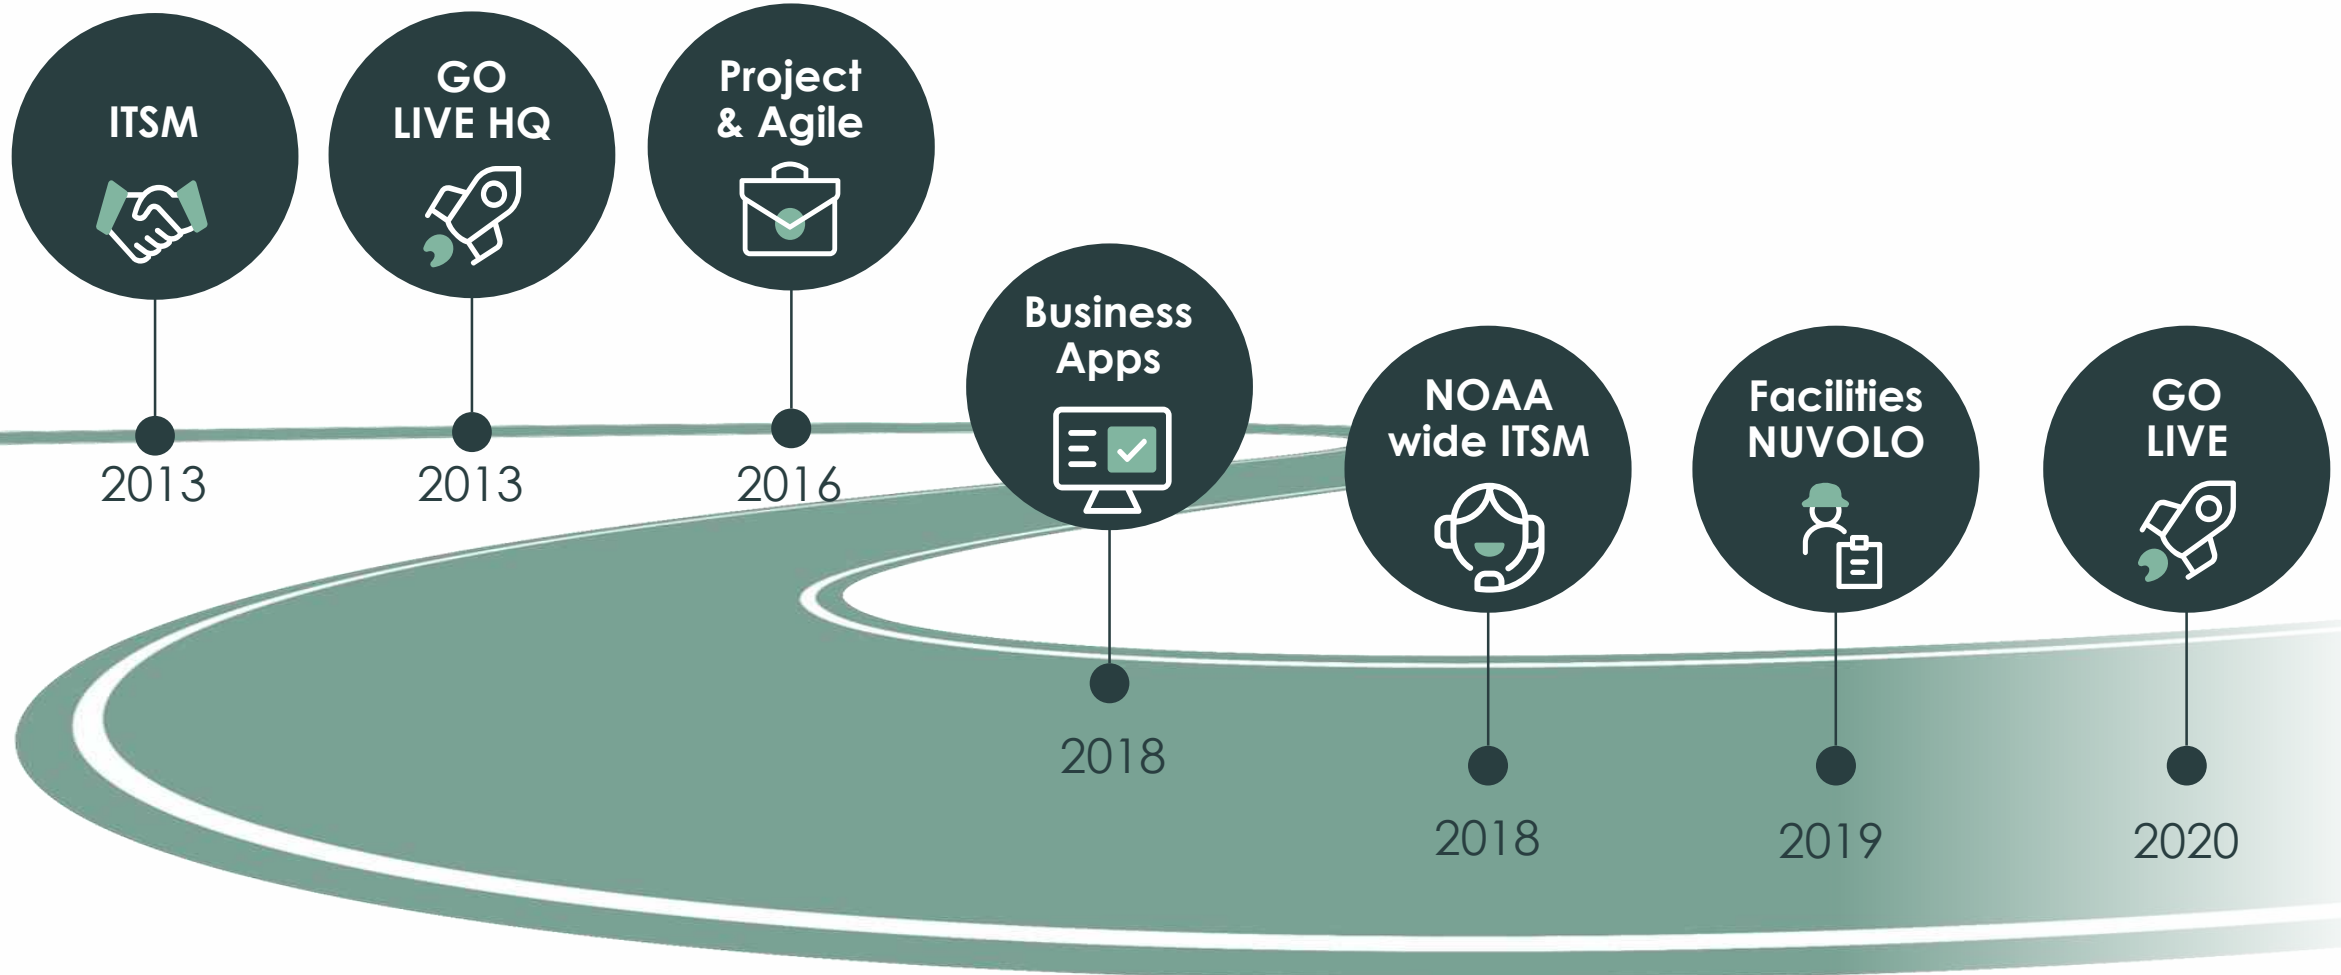 ITSM
2013
GO
LIVE HQ
2013
Project
& Agile
2016
Business
Apps
2018
NOAA
wide ITSM
2018
Facilities
NUVOLO
2019
GO
LIVE
2020